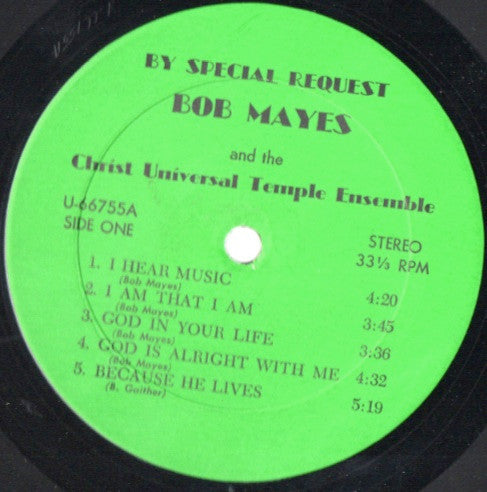 BY SPECIAL REQUEST
BOB MAYES
and the
Christ Universal Temple Ensemble
U-66755A
SIDE ONE
STEREO
33⅓ RPM
1. I HEAR MUSIC 4:20
(Bob Mayes)
2. I AM THAT I AM 3:45
(Bob Mayes)
3. GOD IN YOUR LIFE 3:36
(Bob Mayes)
4. GOD IS ALRIGHT WITH ME 4:32
(Bob Mayes)
5. BECAUSE HE LIVES 5:19
(B. Gaither)